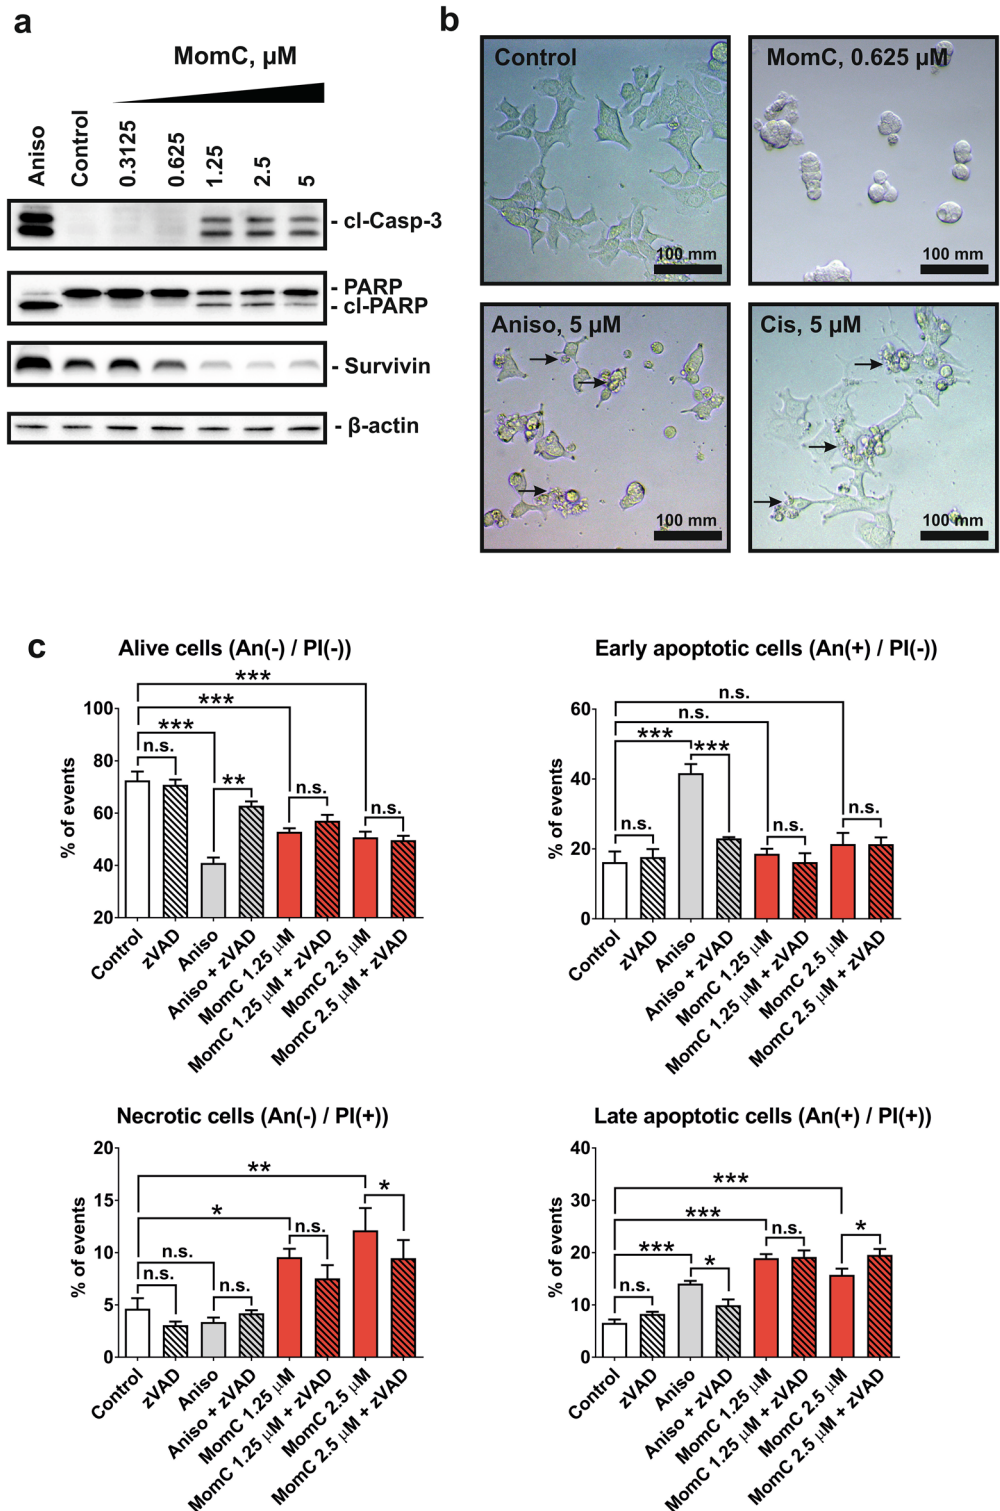 a
MomC, µM
Aniso
Control
0.3125
0.625
1.25
2.5
5
- cl-Casp-3
- PARP
- cl-PARP
- Survivin
- β-actin
b
Control
100 mm
MomC, 0.625 µM
100 mm
Aniso, 5 µM
100 mm
Cis, 5 µM
100 mm
c
Alive cells (An(-) / PI(-))
% of events
100
80
60
40
20
***
***
***
n.s.
**
n.s.
n.s.
Control
zVAD
Aniso
Aniso + zVAD
MomC 1.25 µM
MomC 1.25 µM + zVAD
MomC 2.5 µM
MomC 2.5 µM + zVAD
Early apoptotic cells (An(+) / PI(-))
% of events
60
40
20
0
n.s.
n.s.
***
***
n.s.
n.s.
n.s.
Control
zVAD
Aniso
Aniso + zVAD
MomC 1.25 µM
MomC 1.25 µM + zVAD
MomC 2.5 µM
MomC 2.5 µM + zVAD
Necrotic cells (An(-) / PI(+))
% of events
20
15
10
5
0
**
*
*
n.s.
n.s.
n.s.
n.s.
Control
zVAD
Aniso
Aniso + zVAD
MomC 1.25 µM
MomC 1.25 µM + zVAD
MomC 2.5 µM
MomC 2.5 µM + zVAD
Late apoptotic cells (An(+) / PI(+))
% of events
40
30
20
10
0
***
***
n.s.
*
***
*
n.s.
Control
zVAD
Aniso
Aniso + zVAD
MomC 1.25 µM
MomC 1.25 µM + zVAD
MomC 2.5 µM
MomC 2.5 µM + zVAD